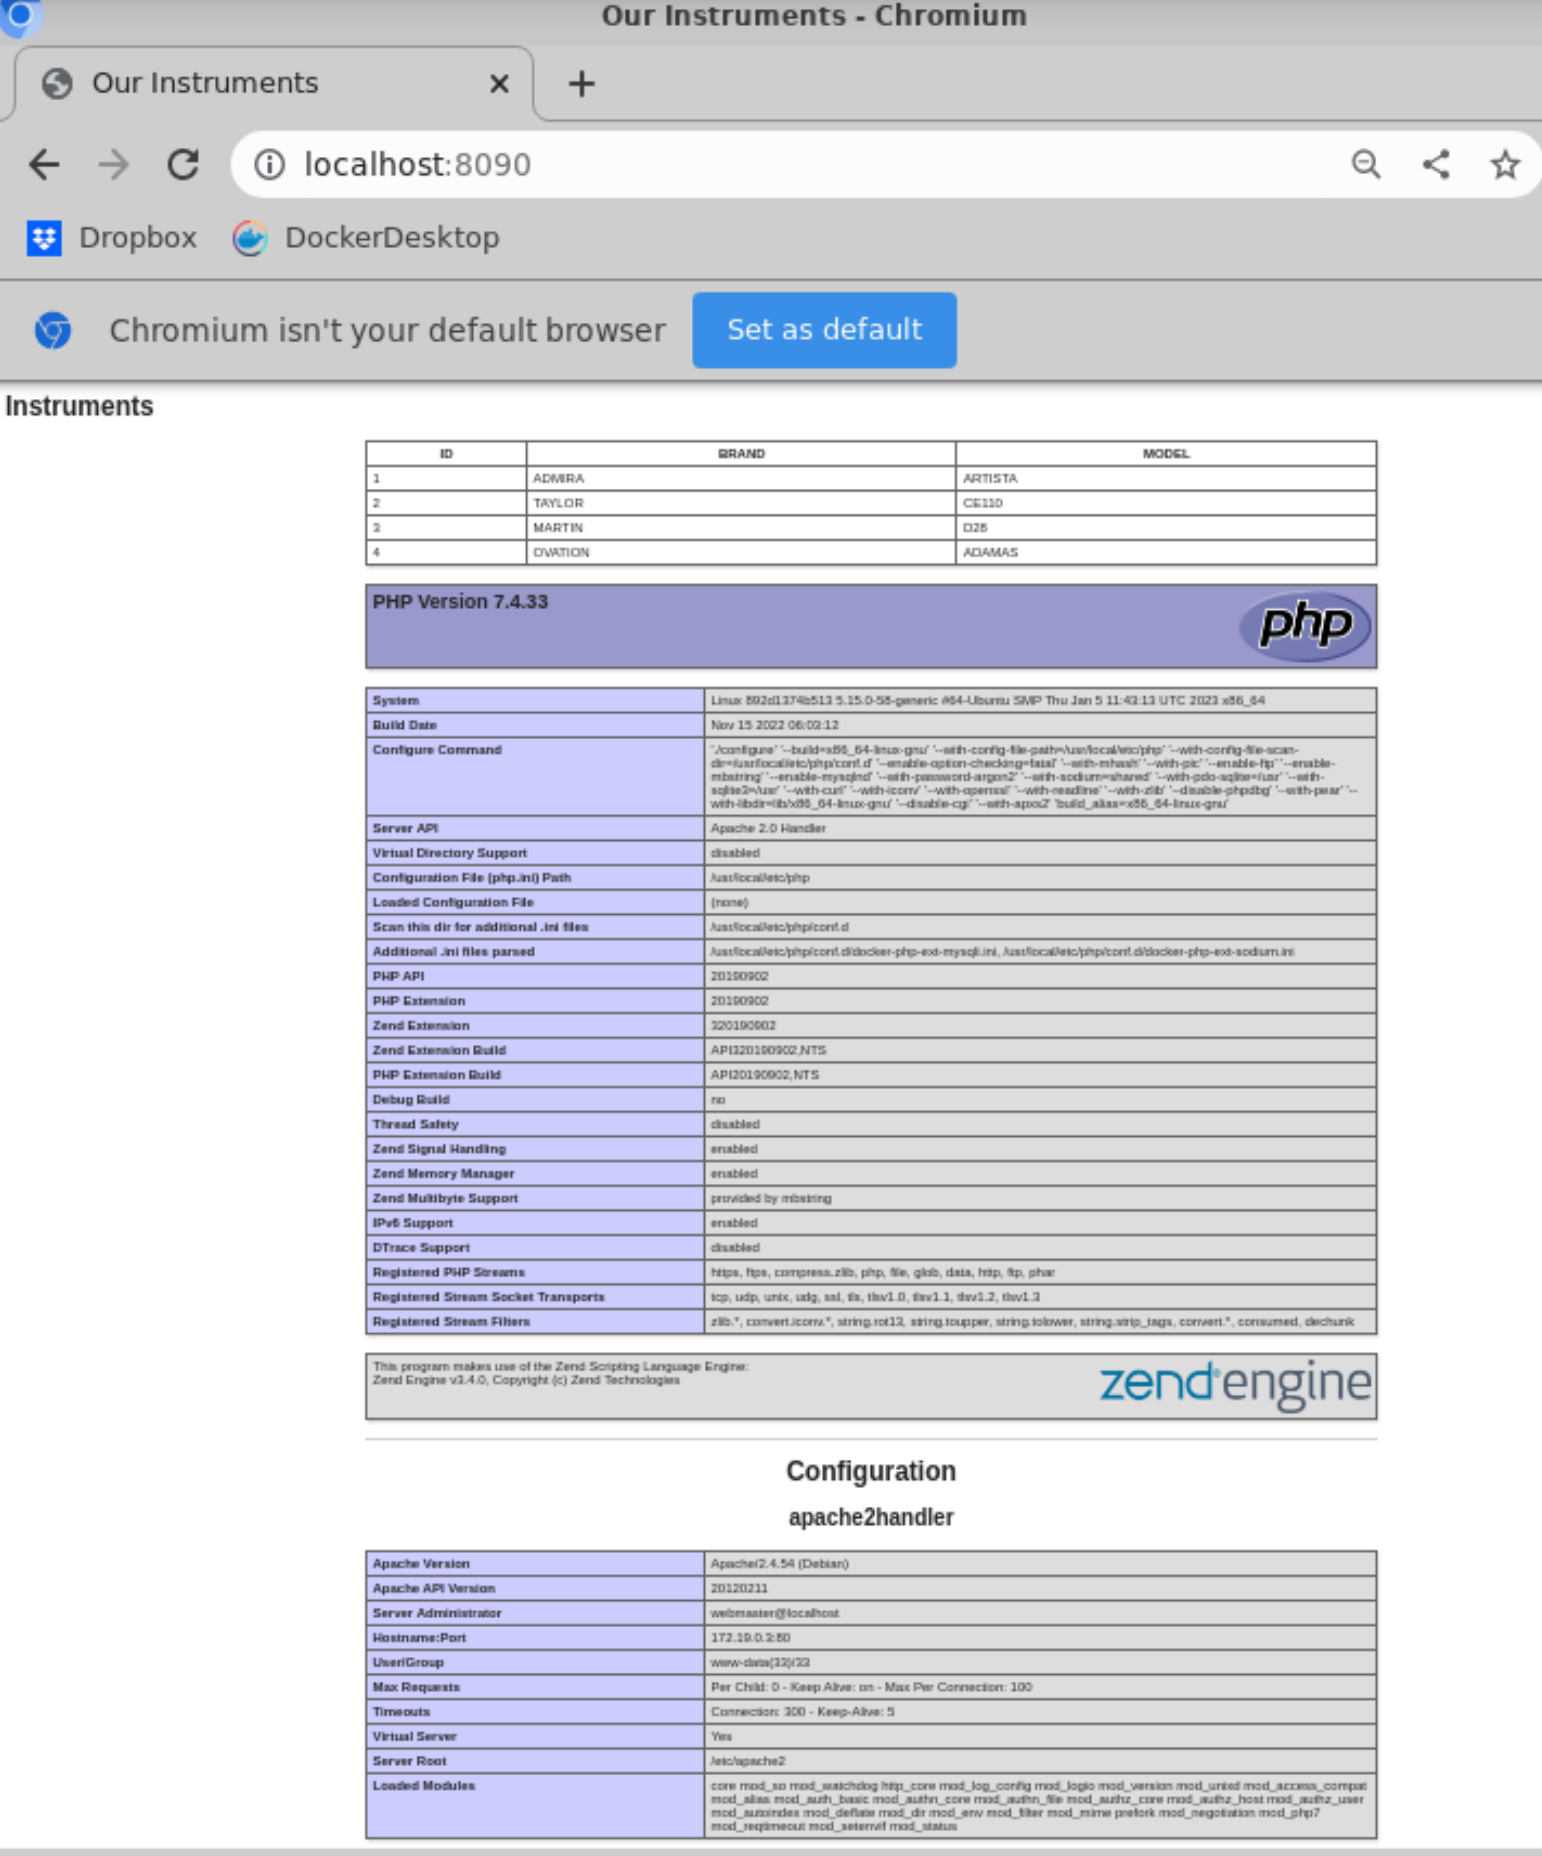 Our Instruments - Chromium
Our Instruments
localhost:8090
Dropbox DockerDesktop
Chromium isn't your default browser Set as default
Instruments
ID BRAND MODEL
1 ADMIRA ARTISTA
2 TAYLOR CE110
3 MARTIN D28
4 OVATION ADAMAS
PHP Version 7.4.33 php
System Linux 892d1374b513 5.15.0-58-generic #64-Ubuntu SMP Thu Jan 5 11:43:13 UTC 2023 x86_64
Build Date Nov 15 2022 06:03:12
Configure Command './configure' '--build=x86_64-linux-gnu' '--with-config-file-path=/usr/local/etc/php' '--with-config-file-scan-
dir=/usr/local/etc/php/conf.d' '--enable-option-checking=fatal' '--with-mhash' '--with-pic' '--enable-ftp' '--enable-
mbstring' '--enable-mysqlnd' '--with-password-argon2' '--with-sodium=shared' '--with-pdo-sqlite=/usr' '--with-
sqlite3=/usr' '--with-curl' '--with-iconv' '--with-openssl' '--with-readline' '--with-zlib' '--disable-phpdbg' '--with-pear' '--
with-libdir=lib/x86_64-linux-gnu' '--disable-cgi' '--with-apxs2' 'build_alias=x86_64-linux-gnu'
Server API Apache 2.0 Handler
Virtual Directory Support disabled
Configuration File (php.ini) Path /usr/local/etc/php
Loaded Configuration File (none)
Scan this dir for additional .ini files /usr/local/etc/php/conf.d
Additional .ini files parsed /usr/local/etc/php/conf.d/docker-php-ext-mysqli.ini, /usr/local/etc/php/conf.d/docker-php-ext-sodium.ini
PHP API 20190902
PHP Extension 20190902
Zend Extension 320190902
Zend Extension Build API320190902,NTS
PHP Extension Build API20190902,NTS
Debug Build no
Thread Safety disabled
Zend Signal Handling enabled
Zend Memory Manager enabled
Zend Multibyte Support provided by mbstring
IPv6 Support enabled
DTrace Support disabled
Registered PHP Streams https, ftps, compress.zlib, php, file, glob, data, http, ftp, phar
Registered Stream Socket Transports tcp, udp, unix, udg, ssl, tls, tlsv1.0, tlsv1.1, tlsv1.2, tlsv1.3
Registered Stream Filters zlib.*, convert.iconv.*, string.rot13, string.toupper, string.tolower, string.strip_tags, convert.*, consumed, dechunk
This program makes use of the Zend Scripting Language Engine:
Zend Engine v3.4.0, Copyright (c) Zend Technologies
zend engine
Configuration
apache2handler
Apache Version Apache/2.4.54 (Debian)
Apache API Version 20120211
Server Administrator webmaster@localhost
Hostname:Port 172.19.0.3:80
User/Group www-data(33)/33
Max Requests Per Child: 0 - Keep Alive: on - Max Per Connection: 100
Timeouts Connection: 300 - Keep-Alive: 5
Virtual Server Yes
Server Root /etc/apache2
Loaded Modules core mod_so mod_watchdog http_core mod_log_config mod_logio mod_version mod_unixd mod_access_compat
mod_alias mod_auth_basic mod_authn_core mod_authn_file mod_authz_core mod_authz_host mod_authz_user
mod_autoindex mod_deflate mod_dir mod_env mod_filter mod_mime prefork mod_negotiation mod_php7
mod_reqtimeout mod_setenvif mod_status